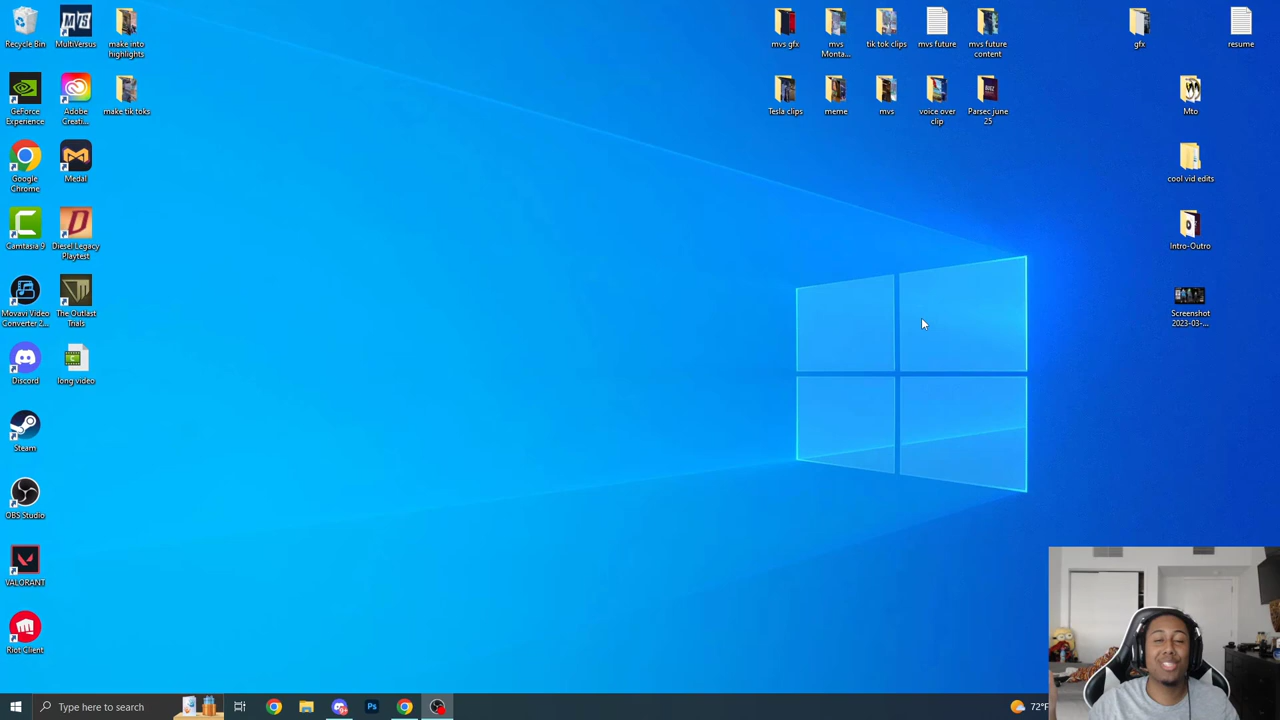 Recycle Bin
MultiVersus
make into
highlights
mvs gfx
mvs
Monta...
tik tok clips
mvs future
mvs future
content
gfx
resume
GeForce
Experience
Adobe
Creati...
make tik toks
Tesla clips
meme
mvs
voice over
clip
Parsec june
25
Mto
Google
Chrome
Medal
cool vid edits
Camtasia 9
Diesel Legacy
Playtest
Intro-Outro
Movavi Video
Converter 2...
The Outlast
Trials
Screenshot
2023-03-...
Discord
long video
Steam
OBS Studio
VALORANT
Riot Client
Type here to search
Ps
72°F